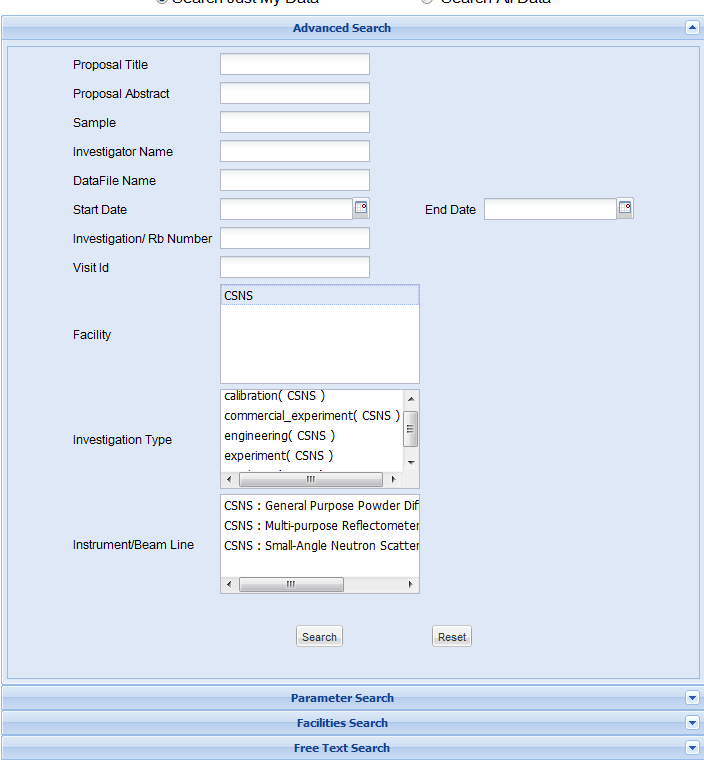 Search Just My Data Search All Data
Advanced Search
Proposal Title
Proposal Abstract
Sample
Investigator Name
DataFile Name
Start Date End Date
Investigation/ Rb Number
Visit Id
Facility
CSNS
Investigation Type
calibration( CSNS )
commercial_experiment( CSNS )
engineering( CSNS )
experiment( CSNS )
Instrument/Beam Line
CSNS : General Purpose Powder Dif
CSNS : Multi-purpose Reflectometer
CSNS : Small-Angle Neutron Scatter
Search Reset
Parameter Search
Facilities Search
Free Text Search